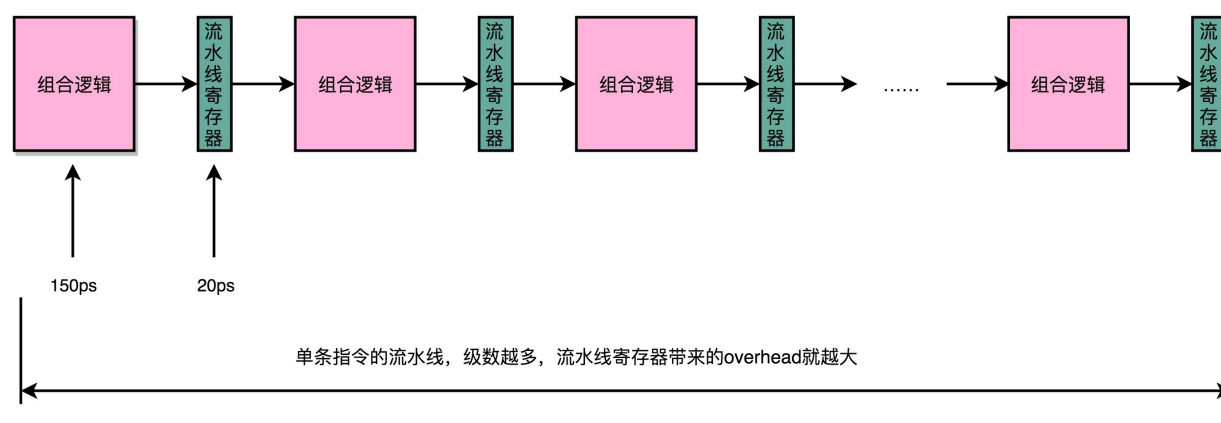 组合逻辑
流水线寄存器
组合逻辑
流水线寄存器
组合逻辑
流水线寄存器
......
组合逻辑
流水线寄存器
150ps
20ps
单条指令的流水线，级数越多，流水线寄存器带来的overhead就越大